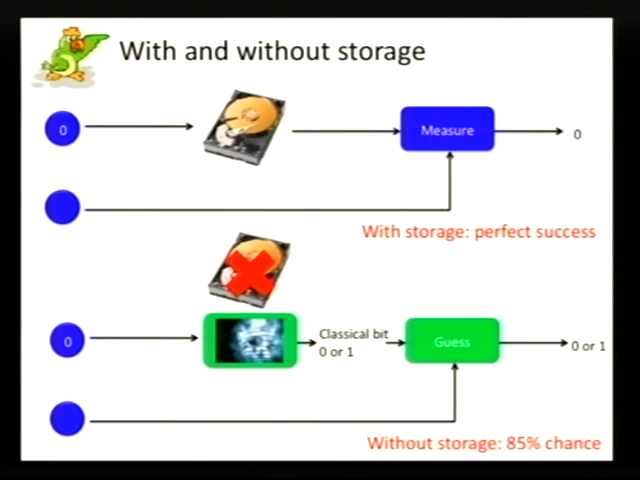 With and without storage
0
Measure
0
With storage: perfect success
0
Classical bit
0 or 1
Guess
0 or 1
Without storage: 85% chance